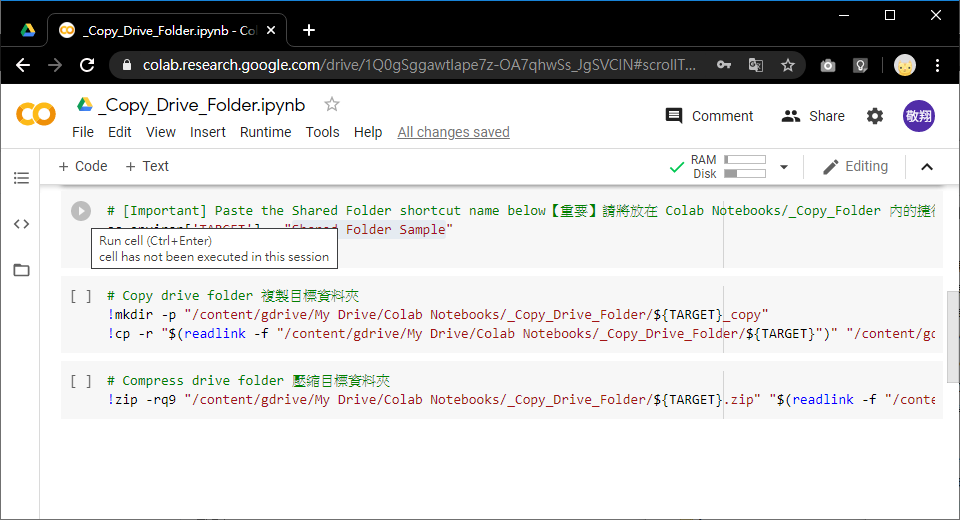 _Copy_Drive_Folder.ipynb - Co
colab.research.google.com/drive/1Q0gSggawtlape7z-OA7qhwSs_JgSVCIN#scrollT...
_Copy_Drive_Folder.ipynb
File Edit View Insert Runtime Tools Help All changes saved
Comment Share 敬翔
+ Code + Text
RAM
Disk
Editing
# [Important] Paste the Shared Folder shortcut name below【重要】請將放在 Colab Notebooks/_Copy_Folder 內的捷徑
"Shared Folder Sample"
Run cell (Ctrl+Enter)
cell has not been executed in this session
[ ] # Copy drive folder 複製目標資料夾
!mkdir -p "/content/gdrive/My Drive/Colab Notebooks/_Copy_Drive_Folder/${TARGET}_copy"
!cp -r "$(readlink -f "/content/gdrive/My Drive/Colab Notebooks/_Copy_Drive_Folder/${TARGET}")" "/content/gd
[ ] # Compress drive folder 壓縮目標資料夾
!zip -rq9 "/content/gdrive/My Drive/Colab Notebooks/_Copy_Drive_Folder/${TARGET}.zip" "$(readlink -f "/conte